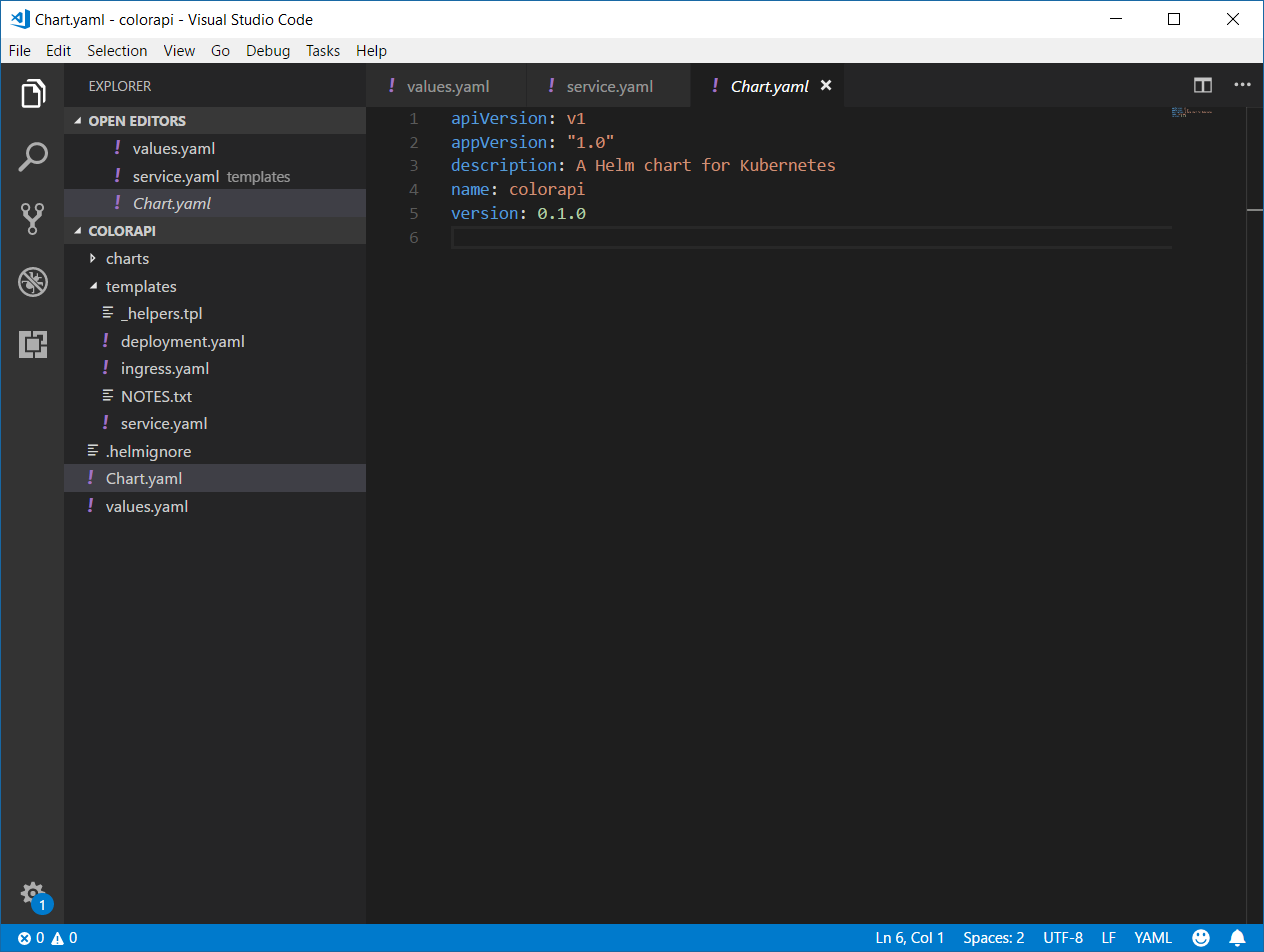 Chart.yaml - colorapi - Visual Studio Code
File Edit Selection View Go Debug Tasks Help
EXPLORER
OPEN EDITORS
! values.yaml
! service.yaml templates
! Chart.yaml
COLORAPI
charts
templates
_helpers.tpl
! deployment.yaml
! ingress.yaml
NOTES.txt
! service.yaml
.helmignore
! Chart.yaml
! values.yaml
1
! values.yaml ! service.yaml ! Chart.yaml
1 apiVersion: v1
2 appVersion: "1.0"
3 description: A Helm chart for Kubernetes
4 name: colorapi
5 version: 0.1.0
6
0 0 Ln 6, Col 1 Spaces: 2 UTF-8 LF YAML